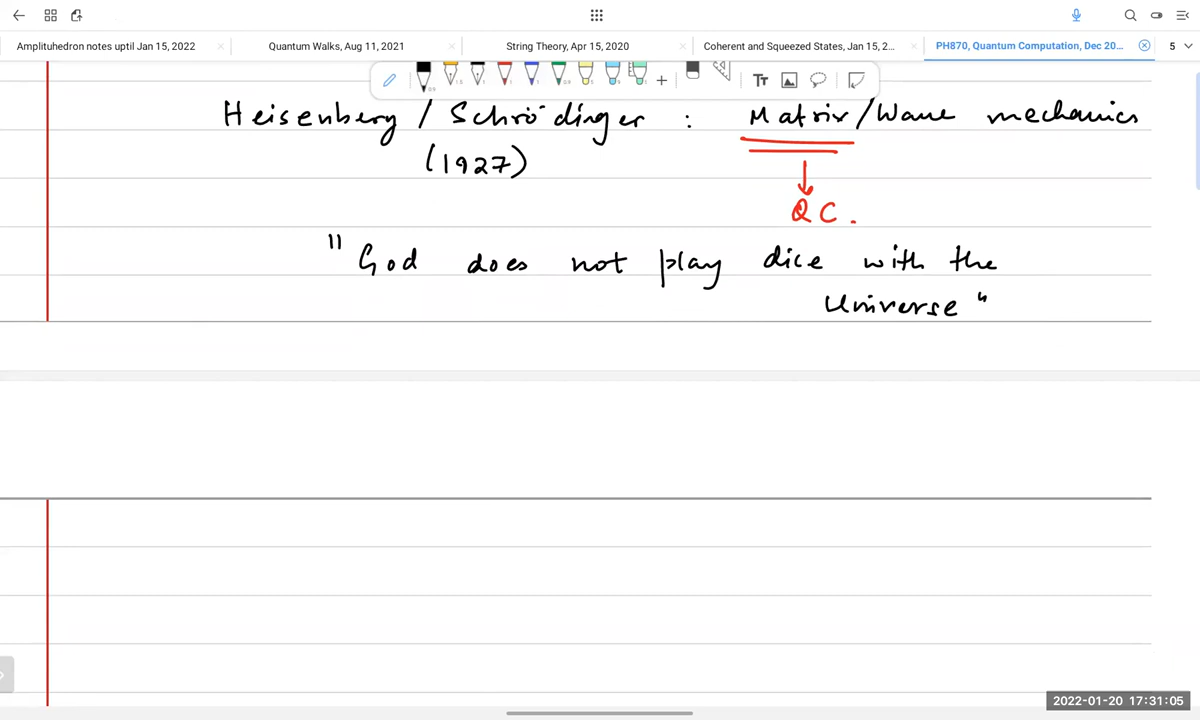 Amplituhedron notes uptil Jan 15, 2022
Quantum Walks, Aug 11, 2021
String Theory, Apr 15, 2020
Coherent and Squeezed States, Jan 15, 2...
PH870, Quantum Computation, Dec 20...
5
Tт
Heisenberg / Schrödinger : Matrix/Wave mechanics
(1927)
QC.
"God does not play dice with the
Universe"
2022-01-20 17:31:05